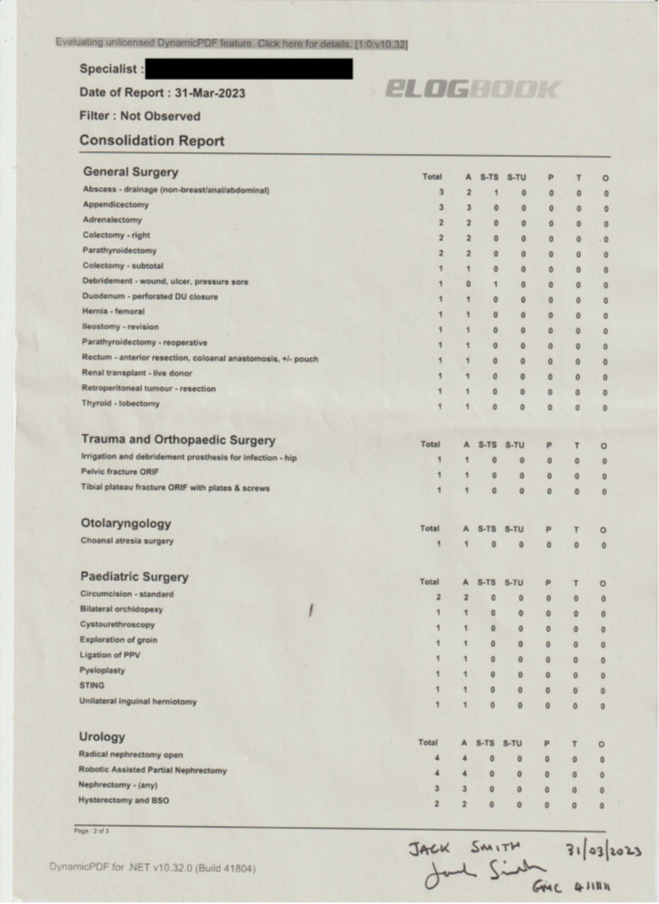 Evaluating unlicensed DynamicPDF feature. Click here for details. [1:0:v10.32]
Specialist :
Date of Report : 31-Mar-2023
eLOGBOOK
Filter : Not Observed
Consolidation Report
General Surgery Total A S-TS S-TU P T O
Abscess - drainage (non-breast/anal/abdominal) 3 2 1 0 0 0 0
Appendicectomy 3 3 0 0 0 0 0
Adrenalectomy 2 2 0 0 0 0 0
Colectomy - right 2 2 0 0 0 0 0
Parathyroidectomy 2 2 0 0 0 0 0
Colectomy - subtotal 1 1 0 0 0 0 0
Debridement - wound, ulcer, pressure sore 1 0 1 0 0 0 0
Duodenum - perforated DU closure 1 1 0 0 0 0 0
Hernia - femoral 1 1 0 0 0 0 0
Ileostomy - revision 1 1 0 0 0 0 0
Parathyroidectomy - reoperative 1 1 0 0 0 0 0
Rectum - anterior resection, coloanal anastomosis, +/- pouch 1 1 0 0 0 0 0
Renal transplant - live donor 1 1 0 0 0 0 0
Retroperitoneal tumour - resection 1 1 0 0 0 0 0
Thyroid - lobectomy 1 1 0 0 0 0 0
Trauma and Orthopaedic Surgery Total A S-TS S-TU P T O
Irrigation and debridement prosthesis for infection - hip 1 1 0 0 0 0 0
Pelvic fracture ORIF 1 1 0 0 0 0 0
Tibial plateau fracture ORIF with plates & screws 1 1 0 0 0 0 0
Otolaryngology Total A S-TS S-TU P T O
Choanal atresia surgery 1 1 0 0 0 0 0
Paediatric Surgery Total A S-TS S-TU P T O
Circumcision - standard 2 2 0 0 0 0 0
Bilateral orchidopexy 1 1 0 0 0 0 0
Cystourethroscopy 1 1 0 0 0 0 0
Exploration of groin 1 1 0 0 0 0 0
Ligation of PPV 1 1 0 0 0 0 0
Pyeloplasty 1 1 0 0 0 0 0
STING 1 1 0 0 0 0 0
Unilateral inguinal herniotomy 1 1 0 0 0 0 0
Urology Total A S-TS S-TU P T O
Radical nephrectomy open 4 4 0 0 0 0 0
Robotic Assisted Partial Nephrectomy 4 4 0 0 0 0 0
Nephrectomy - (any) 3 3 0 0 0 0 0
Hysterectomy and BSO 2 2 0 0 0 0 0
Page : 2 of 3
JACK SMITH 31/03/2023
DynamicPDF for .NET v10.32.0 (Build 41804)
Jack Smith
GMC